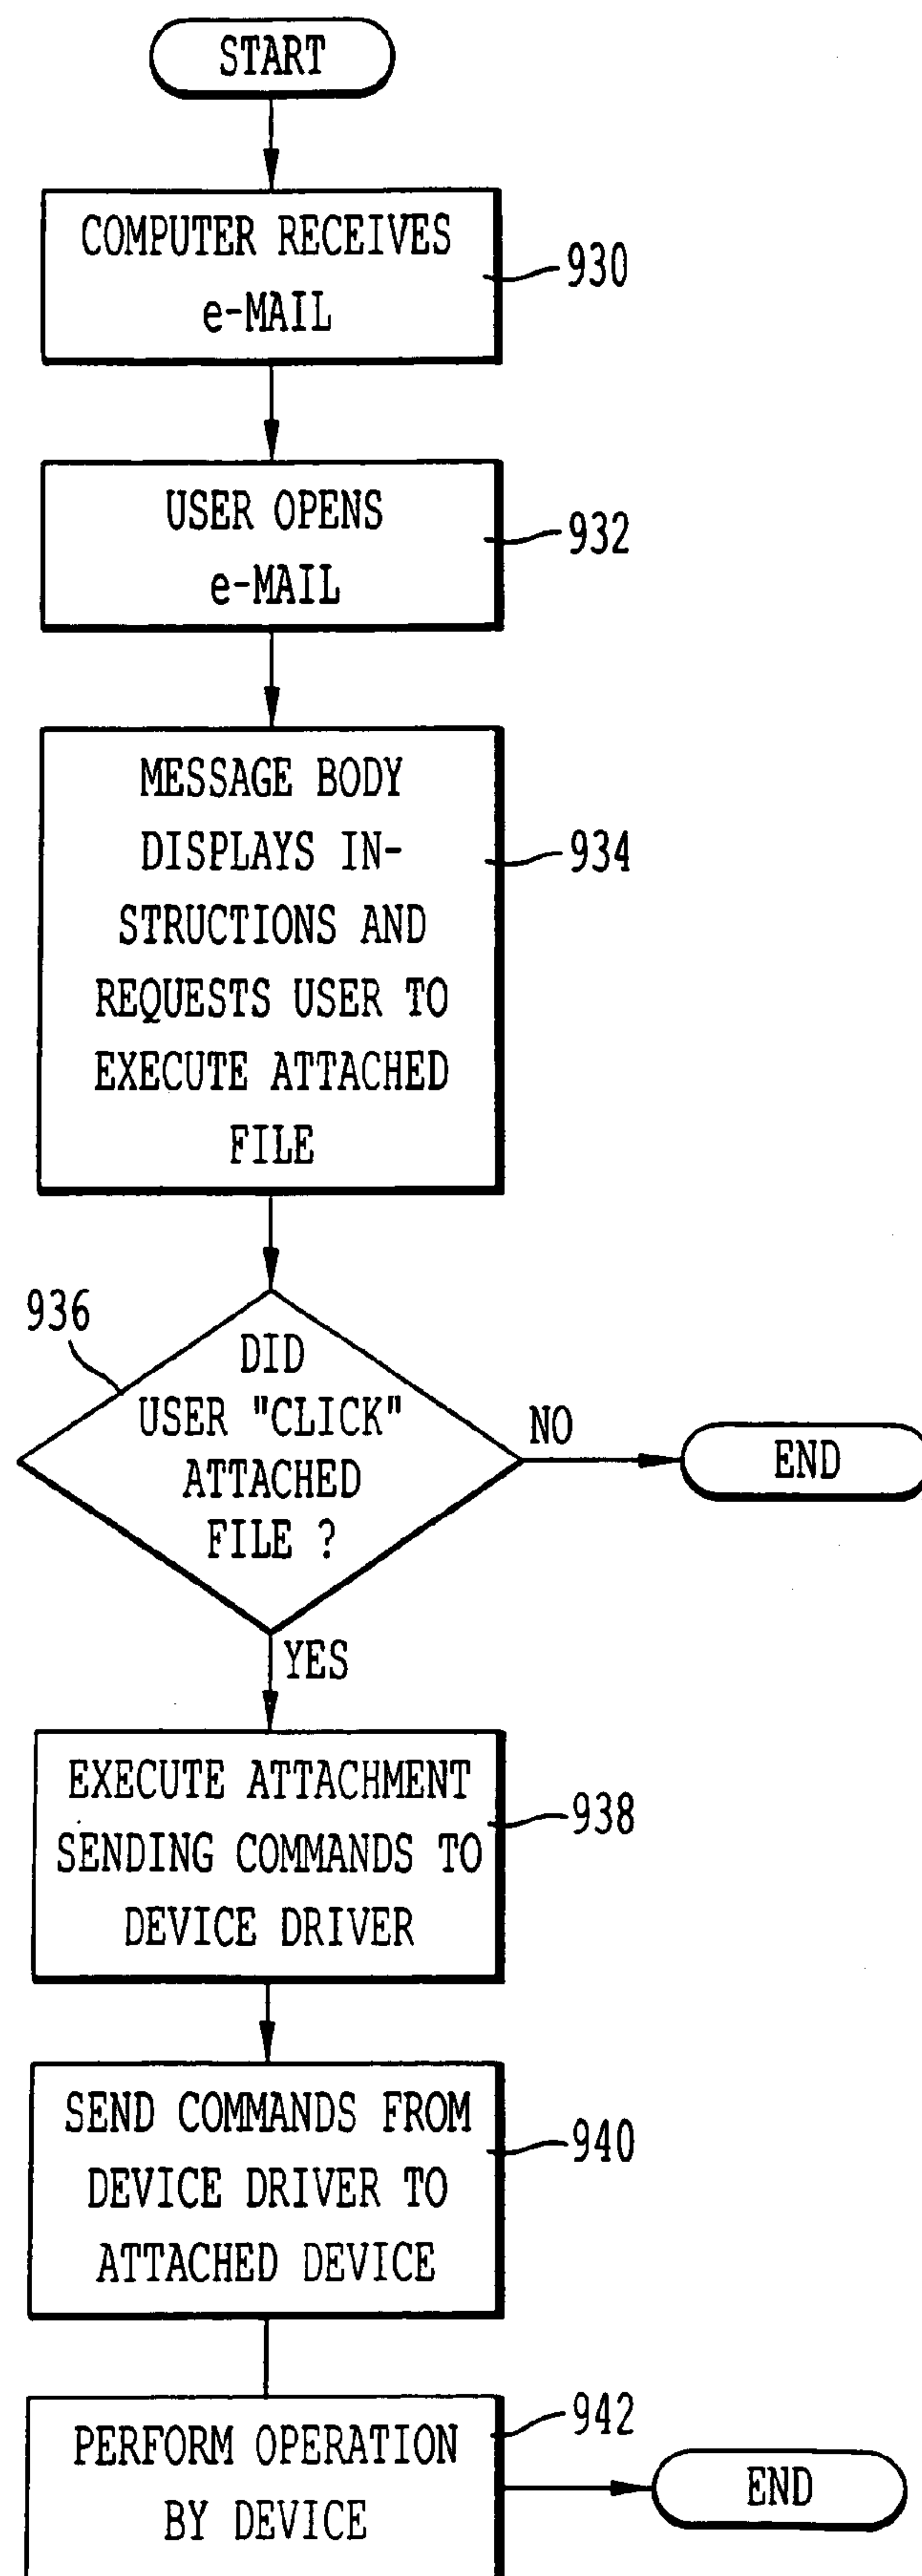 START
COMPUTER RECEIVES
e-MAIL
930
USER OPENS
e-MAIL
932
MESSAGE BODY
DISPLAYS IN-
STRUCTIONS AND
REQUESTS USER TO
EXECUTE ATTACHED
FILE
934
936
DID
USER "CLICK"
ATTACHED
FILE ?
NO
END
YES
EXECUTE ATTACHMENT
SENDING COMMANDS TO
DEVICE DRIVER
938
SEND COMMANDS FROM
DEVICE DRIVER TO
ATTACHED DEVICE
940
PERFORM OPERATION
BY DEVICE
942
END